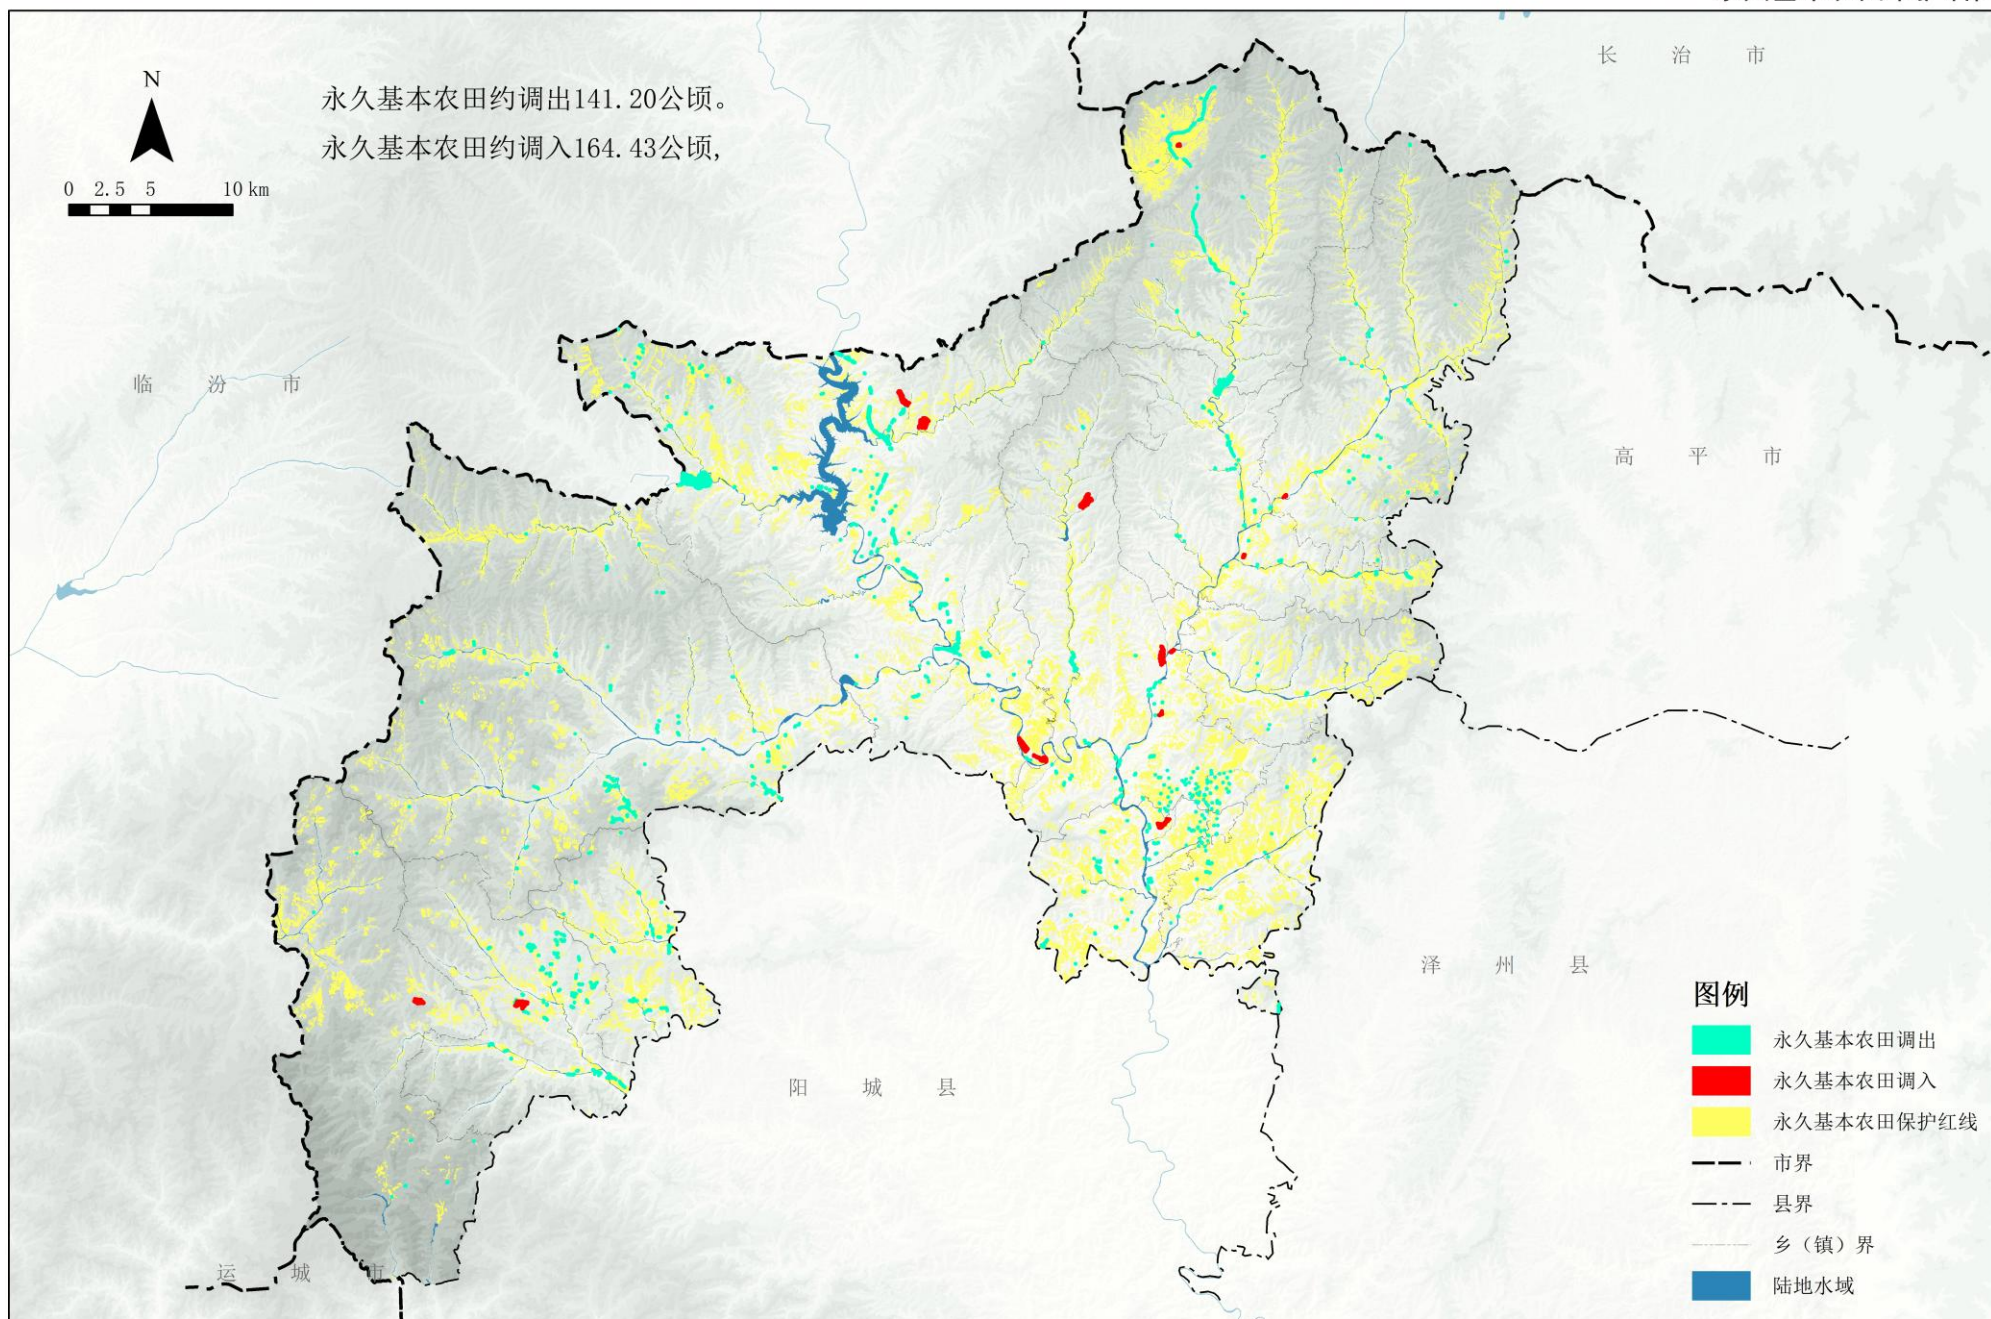 长治市
N
永久基本农田约调出141.20公顷。
永久基本农田约调入164.43公顷,
0 2.5 5 10 km
临汾市
高平市
泽州县
阳城县
运城市
图例
永久基本农田调出
永久基本农田调入
永久基本农田保护红线
市界
县界
乡（镇）界
陆地水域